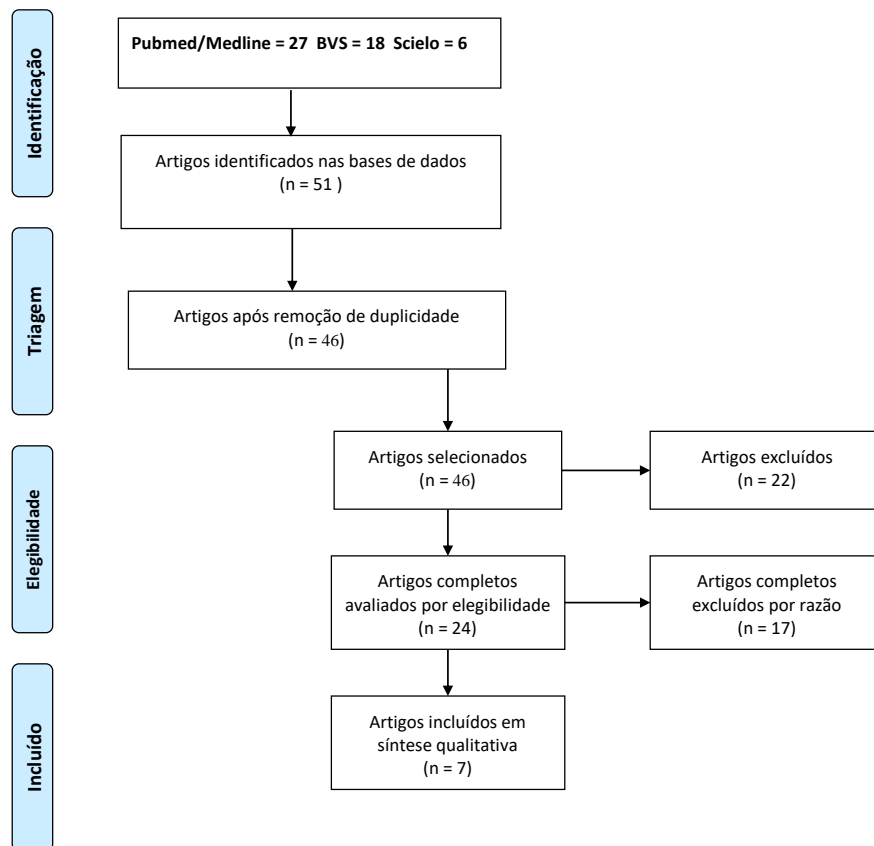 Identificação
Pubmed/Medline = 27 BVS = 18 Scielo = 6
Artigos identificados nas bases de dados
(n = 51 )
Triagem
Artigos após remoção de duplicidade
(n = 46)
Elegibilidade
Artigos selecionados
(n = 46)
Artigos excluídos
(n = 22)
Artigos completos
avaliados por elegibilidade
(n = 24)
Artigos completos
excluídos por razão
(n = 17)
Incluído
Artigos incluídos em
síntese qualitativa
(n = 7)